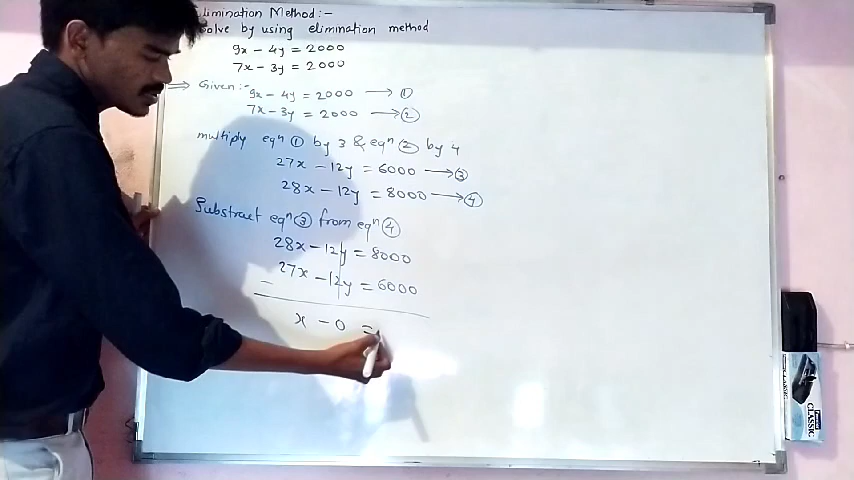 Elimination Method:-
Solve by using elimination method
9x - 4y = 2000
7x - 3y = 2000
⇒ Given:- 9x - 4y = 2000 → ①
7x - 3y = 2000 → ②
multiply eqⁿ ① by 3 & eqⁿ ② by 4
27x - 12y = 6000 → ③
28x - 12y = 8000 → ④
Substract eqⁿ ③ from eqⁿ ④
28x - 12y = 8000
27x - 12y = 6000
-
x - 0 =
CLASSIC